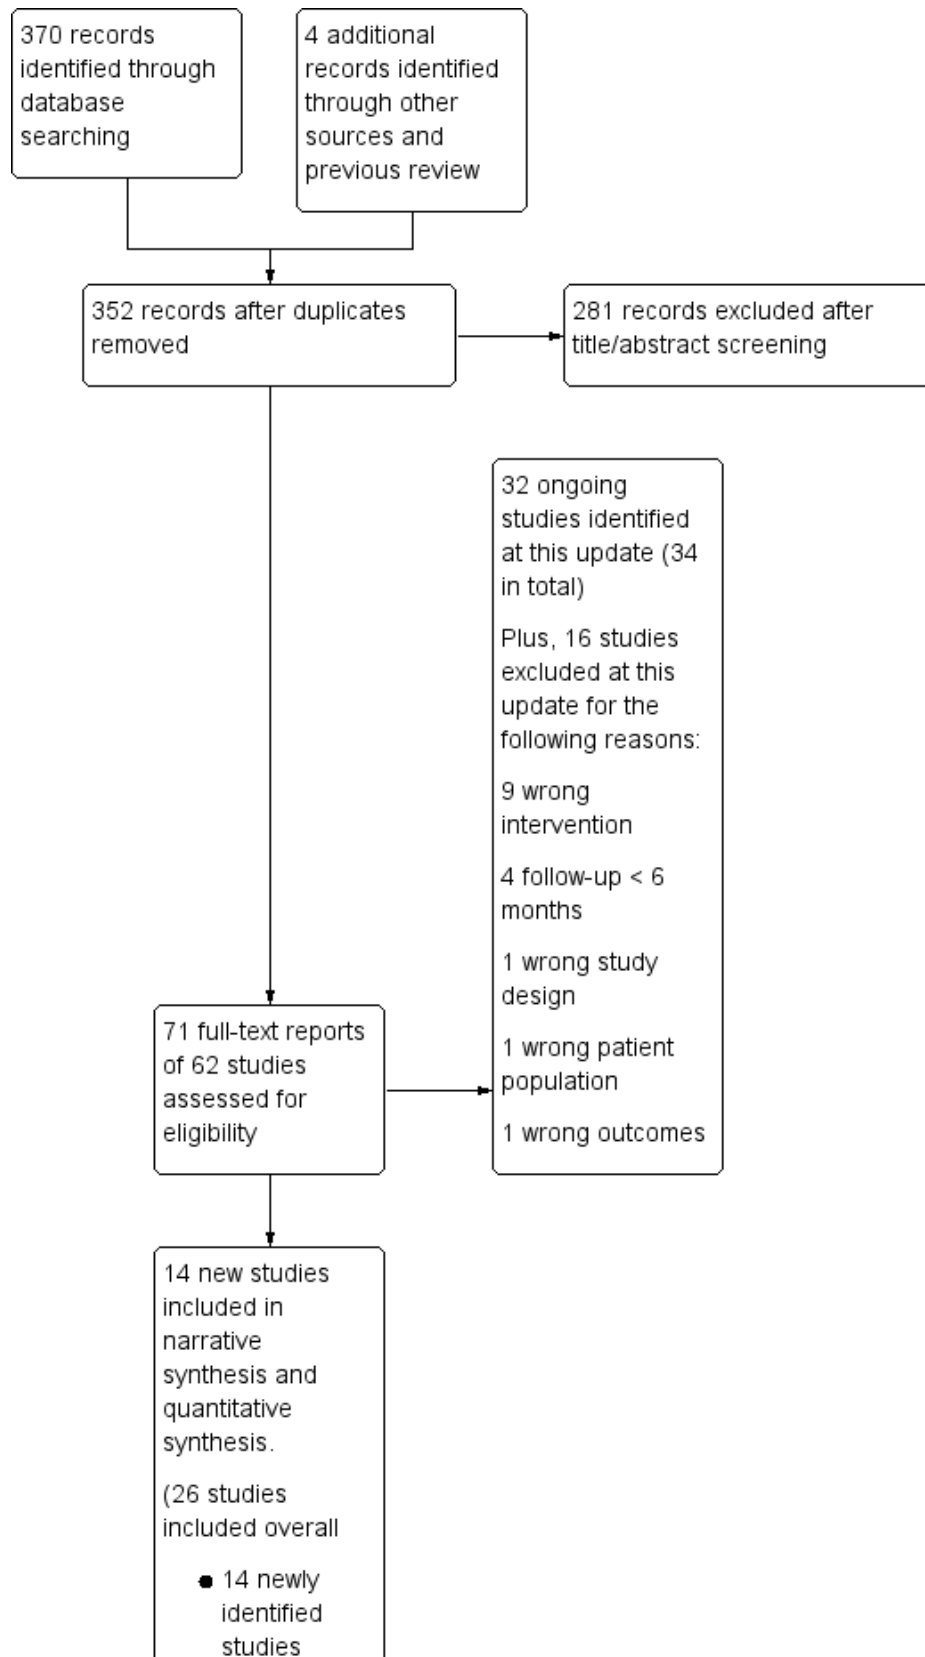 370 records
identified through
database
searching
4 additional
records identified
through other
sources and
previous review
352 records after duplicates
removed
281 records excluded after
title/abstract screening
32 ongoing
studies identified
at this update (34
in total)
Plus, 16 studies
excluded at this
update for the
following reasons:
9 wrong
intervention
4 follow-up < 6
months
1 wrong study
design
1 wrong patient
population
1 wrong outcomes
71 full-text reports
of 62 studies
assessed for
eligibility
14 new studies
included in
narrative
synthesis and
quantitative
synthesis.
(26 studies
included overall
● 14 newly
identified
studies